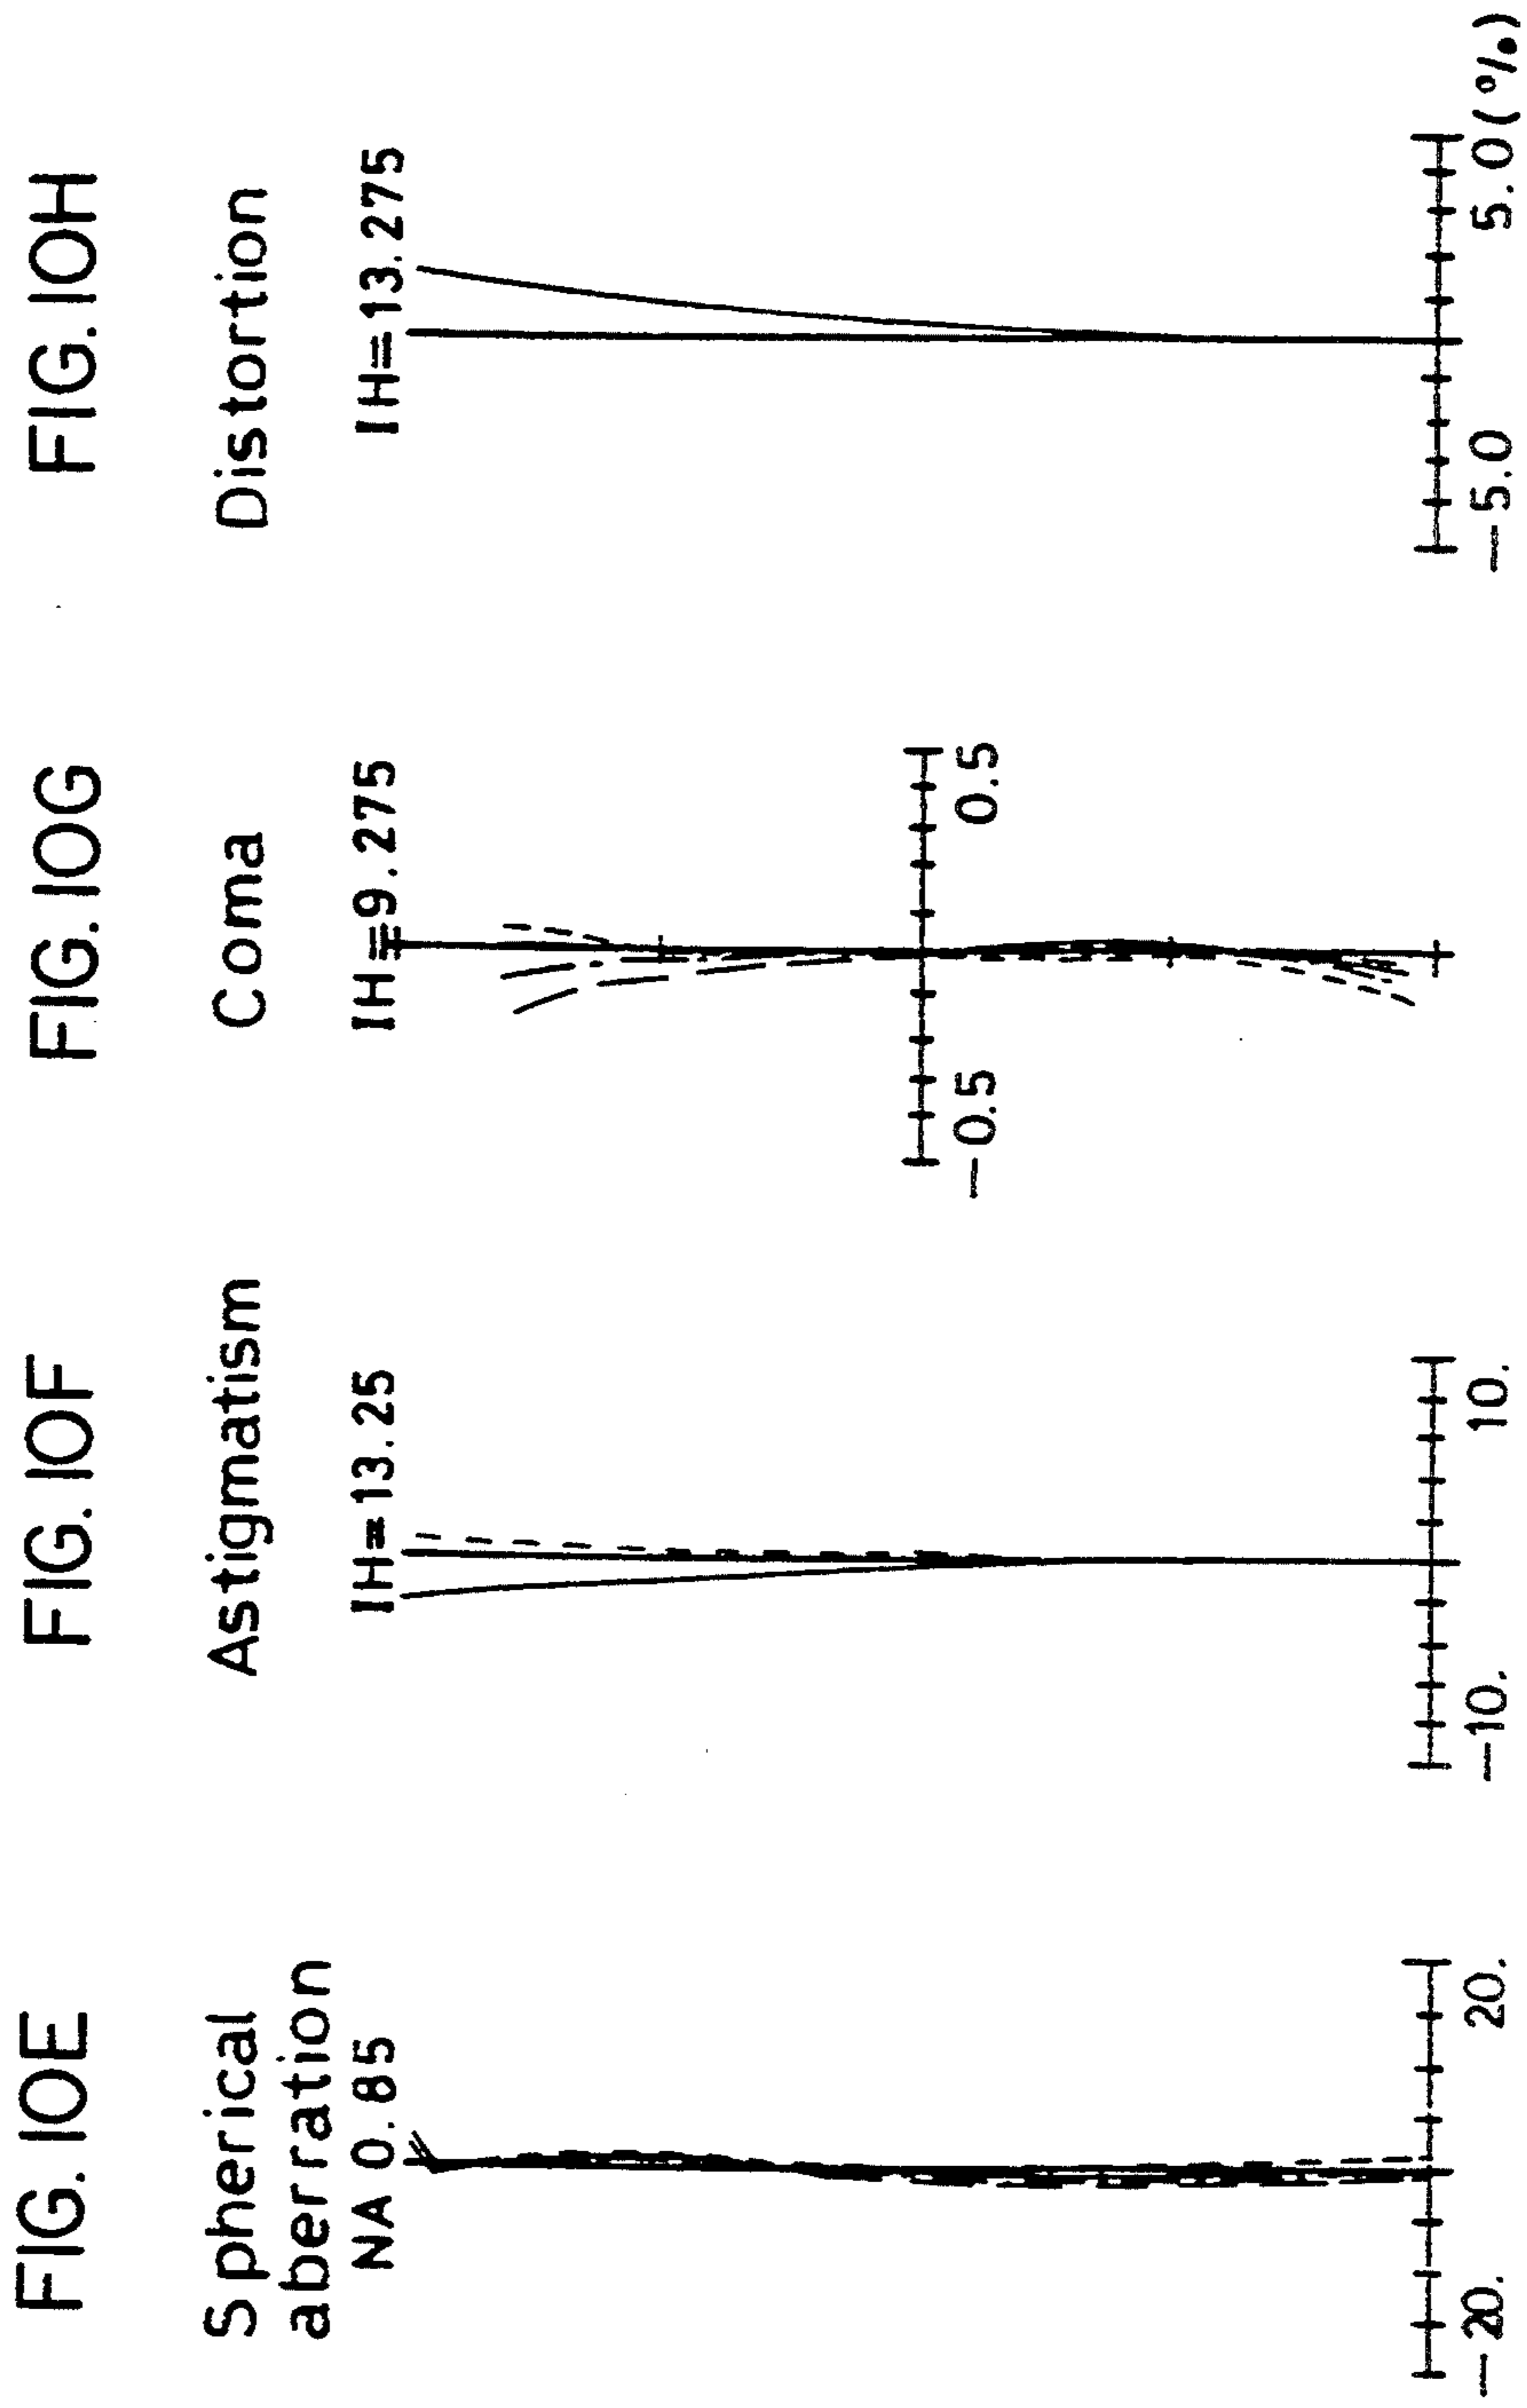 FIG. 10E
Spherical
aberration
NA 0.85
-20.
20.
FIG. 10F
Astigmatism
IH=13.25
-10.
10.
FIG. 10G
Coma
IH=9.275
-0.5
0.5
FIG. 10H
Distortion
IH=13.275
-5.0
5.0(%)